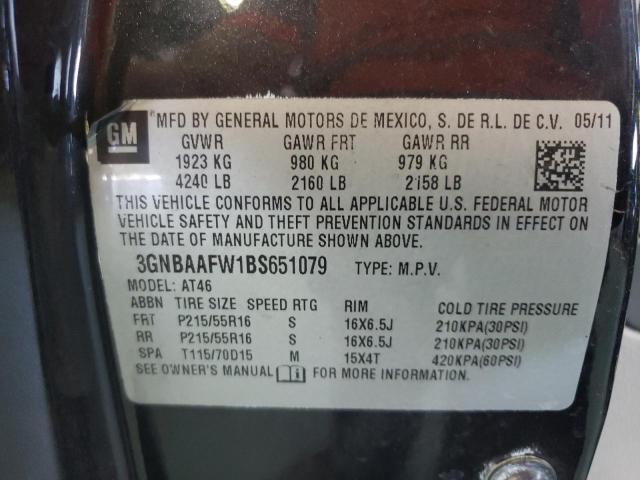 GM
MFD BY GENERAL MOTORS DE MEXICO, S. DE R.L. DE C.V. 05/11
GVWR GAWR FRT GAWR RR
1923 KG 980 KG 979 KG
4240 LB 2160 LB 2158 LB
THIS VEHICLE CONFORMS TO ALL APPLICABLE U.S. FEDERAL MOTOR
VEHICLE SAFETY AND THEFT PREVENTION STANDARDS IN EFFECT ON
THE DATE OF MANUFACTURE SHOWN ABOVE.
3GNBAAFW1BS651079 TYPE: M.P.V.
MODEL: AT46
ABBN TIRE SIZE SPEED RTG RIM COLD TIRE PRESSURE
FRT P215/55R16 S 16X6.5J 210KPA(30PSI)
RR P215/55R16 S 16X6.5J 210KPA(30PSI)
SPA T115/70D15 M 15X4T 420KPA(60PSI)
SEE OWNER'S MANUAL i FOR MORE INFORMATION.